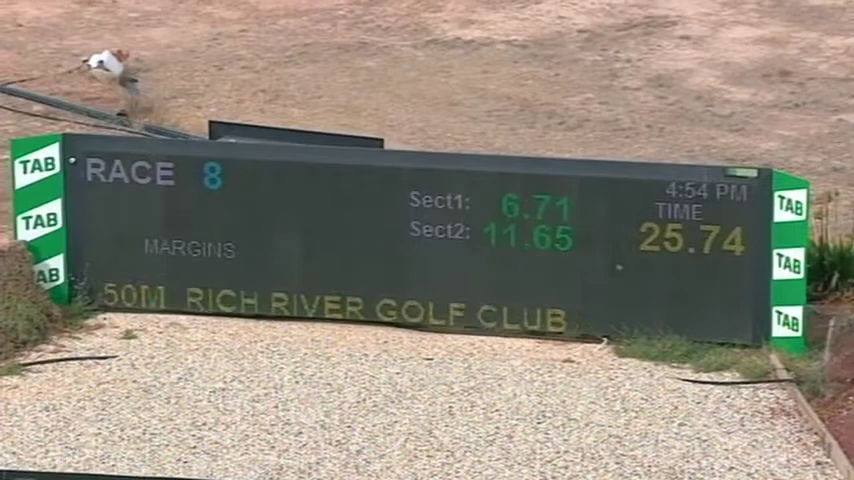 TAB
TAB
TAB
RACE 8
Sect1: 6.71
Sect2: 11.65
4:54 PM
TIME
25.74
MARGINS
50M RICH RIVER GOLF CLUB
TAB
TAB
TAB